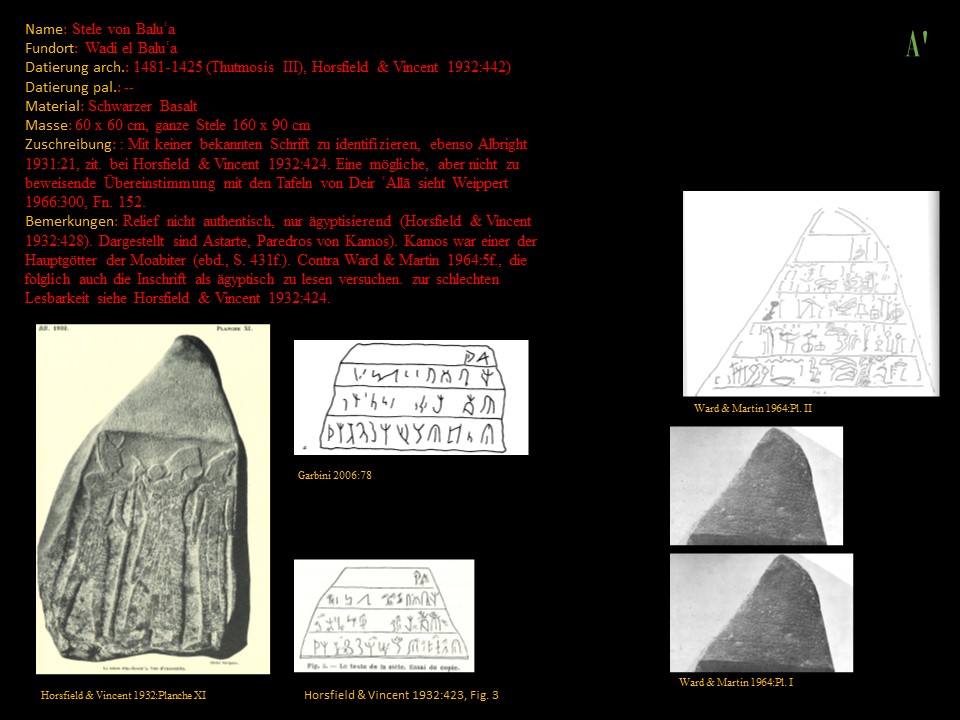 Name: Stele von Baluʿa
Fundort: Wadi el Baluʿa
Datierung arch.: 1481-1425 (Thutmosis III), Horsfield & Vincent 1932:442)
Datierung pal.: --
Material: Schwarzer Basalt
Masse: 60 x 60 cm, ganze Stele 160 x 90 cm
Zuschreibung: : Mit keiner bekannten Schrift zu identifizieren, ebenso Albright
1931:21, zit. bei Horsfield & Vincent 1932:424. Eine mögliche, aber nicht zu
beweisende Übereinstimmung mit den Tafeln von Deir ʿAllā sieht Weippert
1966:300, Fn. 152.
Bemerkungen: Relief nicht authentisch, nur ägyptisierend (Horsfield & Vincent
1932:428). Dargestellt sind Astarte, Paredros von Kamos). Kamos war einer der
Hauptgötter der Moabiter (ebd., S. 431f.). Contra Ward & Martin 1964:5f., die
folglich auch die Inschrift als ägyptisch zu lesen versuchen. zur schlechten
Lesbarkeit siehe Horsfield & Vincent 1932:424.
A'
RB. 1932. PLANCHE XI.
Horsfield & Vincent 1932:Planche XI
Garbini 2006:78
Fig. 3. — Le texte de la stèle. Essai de copie.
Horsfield & Vincent 1932:423, Fig. 3
Ward & Martin 1964:Pl. II
Ward & Martin 1964:Pl. I